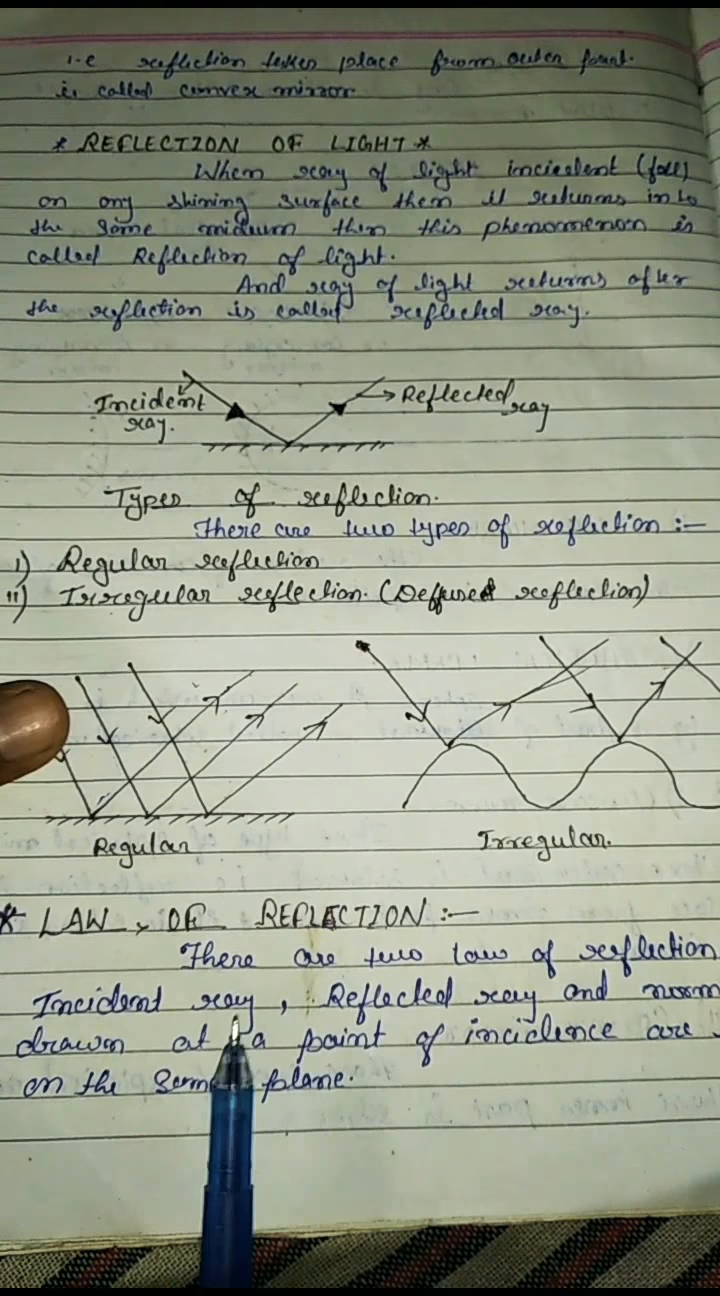 i.e reflection takes place from outer part.
is called convex mirror
* REFLECTION OF LIGHT *
When ray of light incident (fall)
on any shining surface then it returns into
the same midium then this phenomenon is
called Reflection of light.
And ray of light returns after
the reflection is called reflected ray.
Incident ray.
Reflected ray
Types of reflection.
There are two types of reflection :-
i) Regular reflection
ii) Irregular reflection. (Deffused reflection)
Regular
Irregular.
* LAW, OF REFLECTION :-
There are two law of reflection
Incident ray, Reflected ray and norm
drawn at a point of incidence are
on the same plane.